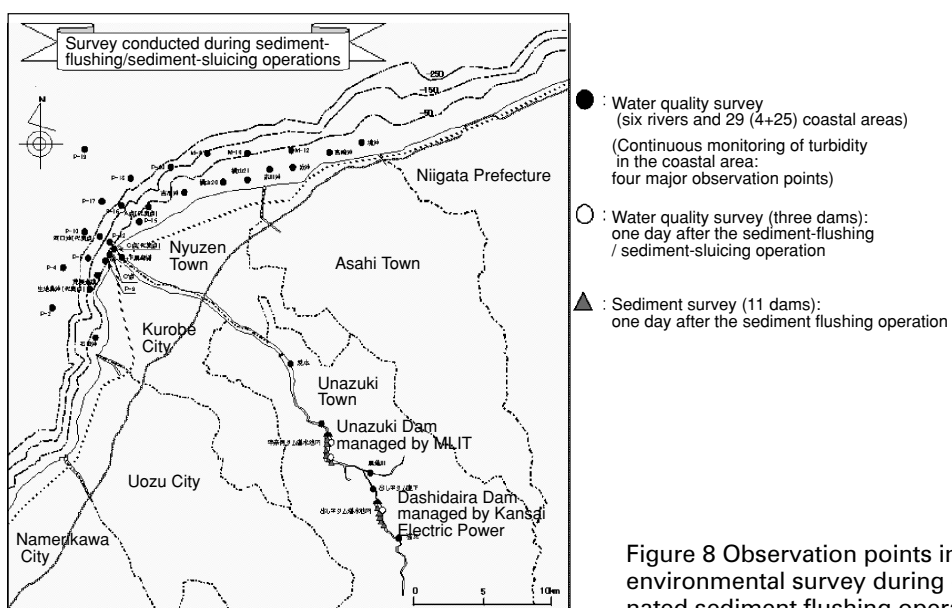 Survey conducted during sediment-
flushing/sediment-sluicing operations
N
-250
-150
-50
P-19
P-18
P-17
M-14
M-12
Niigata Prefecture
Nyuzen
Town
Asahi Town
Kurobe
City
Unazuki
Town
Unazuki Dam
managed by MLIT
Uozu City
Dashidaira Dam
managed by Kansai
Electric Power
Namerikawa
City
0 5 10km
: Water quality survey
(six rivers and 29 (4+25) coastal areas)
(Continuous monitoring of turbidity
in the coastal area:
four major observation points)
: Water quality survey (three dams):
one day after the sediment-flushing
/ sediment-sluicing operation
: Sediment survey (11 dams):
one day after the sediment flushing operation
Figure 8 Observation points in
environmental survey during
nated sediment flushing opera